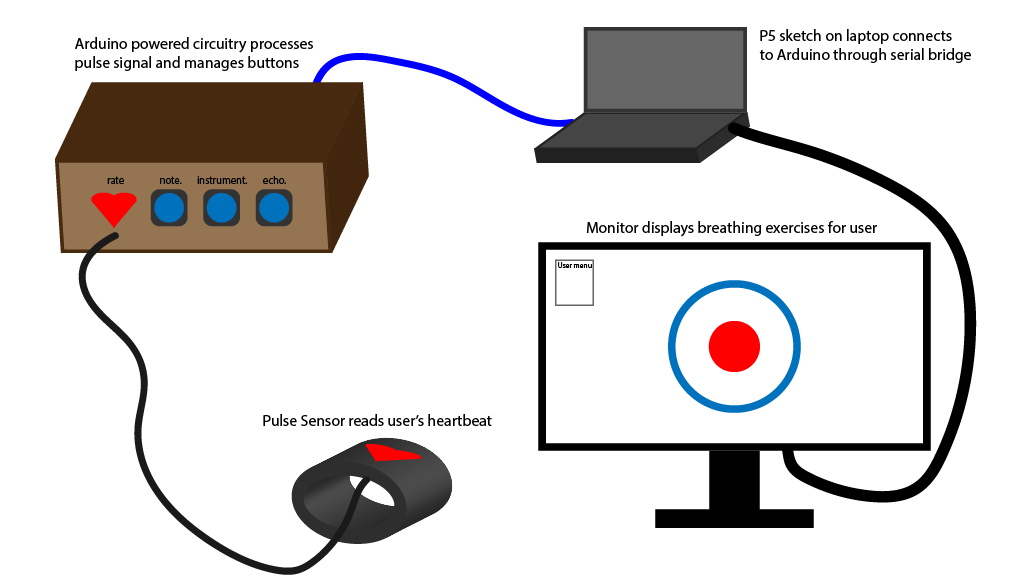 Arduino powered circuitry processes
pulse signal and manages buttons
P5 sketch on laptop connects
to Arduino through serial bridge
rate
note.
instrument.
echo.
Monitor displays breathing exercises for user
User menu
Pulse Sensor reads user's heartbeat